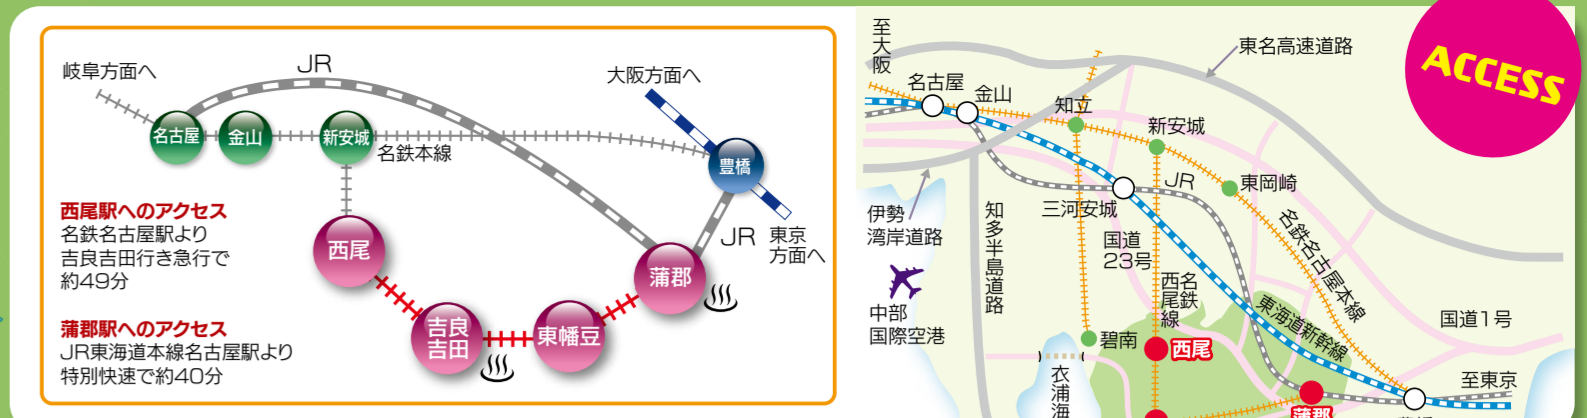 岐阜方面へ
JR
大阪方面へ
名古屋
金山
新安城
名鉄本線
豊橋
西尾駅へのアクセス
名鉄名古屋駅より
吉良吉田行き急行で
約49分
西尾
JR
東京
方面へ
蒲郡
吉良
吉田
東幡豆
蒲郡駅へのアクセス
JR東海道本線名古屋駅より
特別快速で約40分
ACCESS
至大阪
東名高速道路
名古屋
金山
知立
新安城
JR
東岡崎
三河安城
伊勢
湾岸道路
知多半島道路
国道
23号
名鉄
西尾線
名鉄名古屋本線
中部
国際空港
東海道新幹線
国道1号
碧南
西尾
至東京
衣浦海
蒲郡